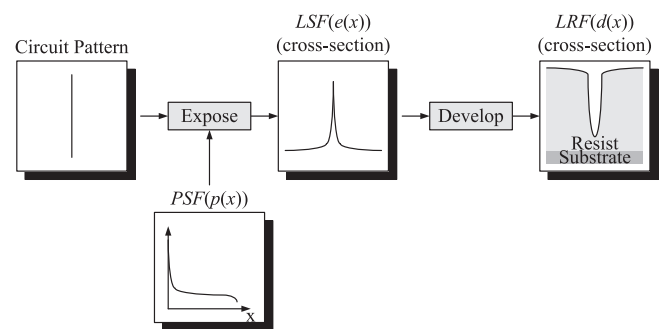 Circuit Pattern
Expose
LSF(e(x))
(cross-section)
Develop
LRF(d(x))
(cross-section)
Resist
Substrate
PSF(p(x))
x